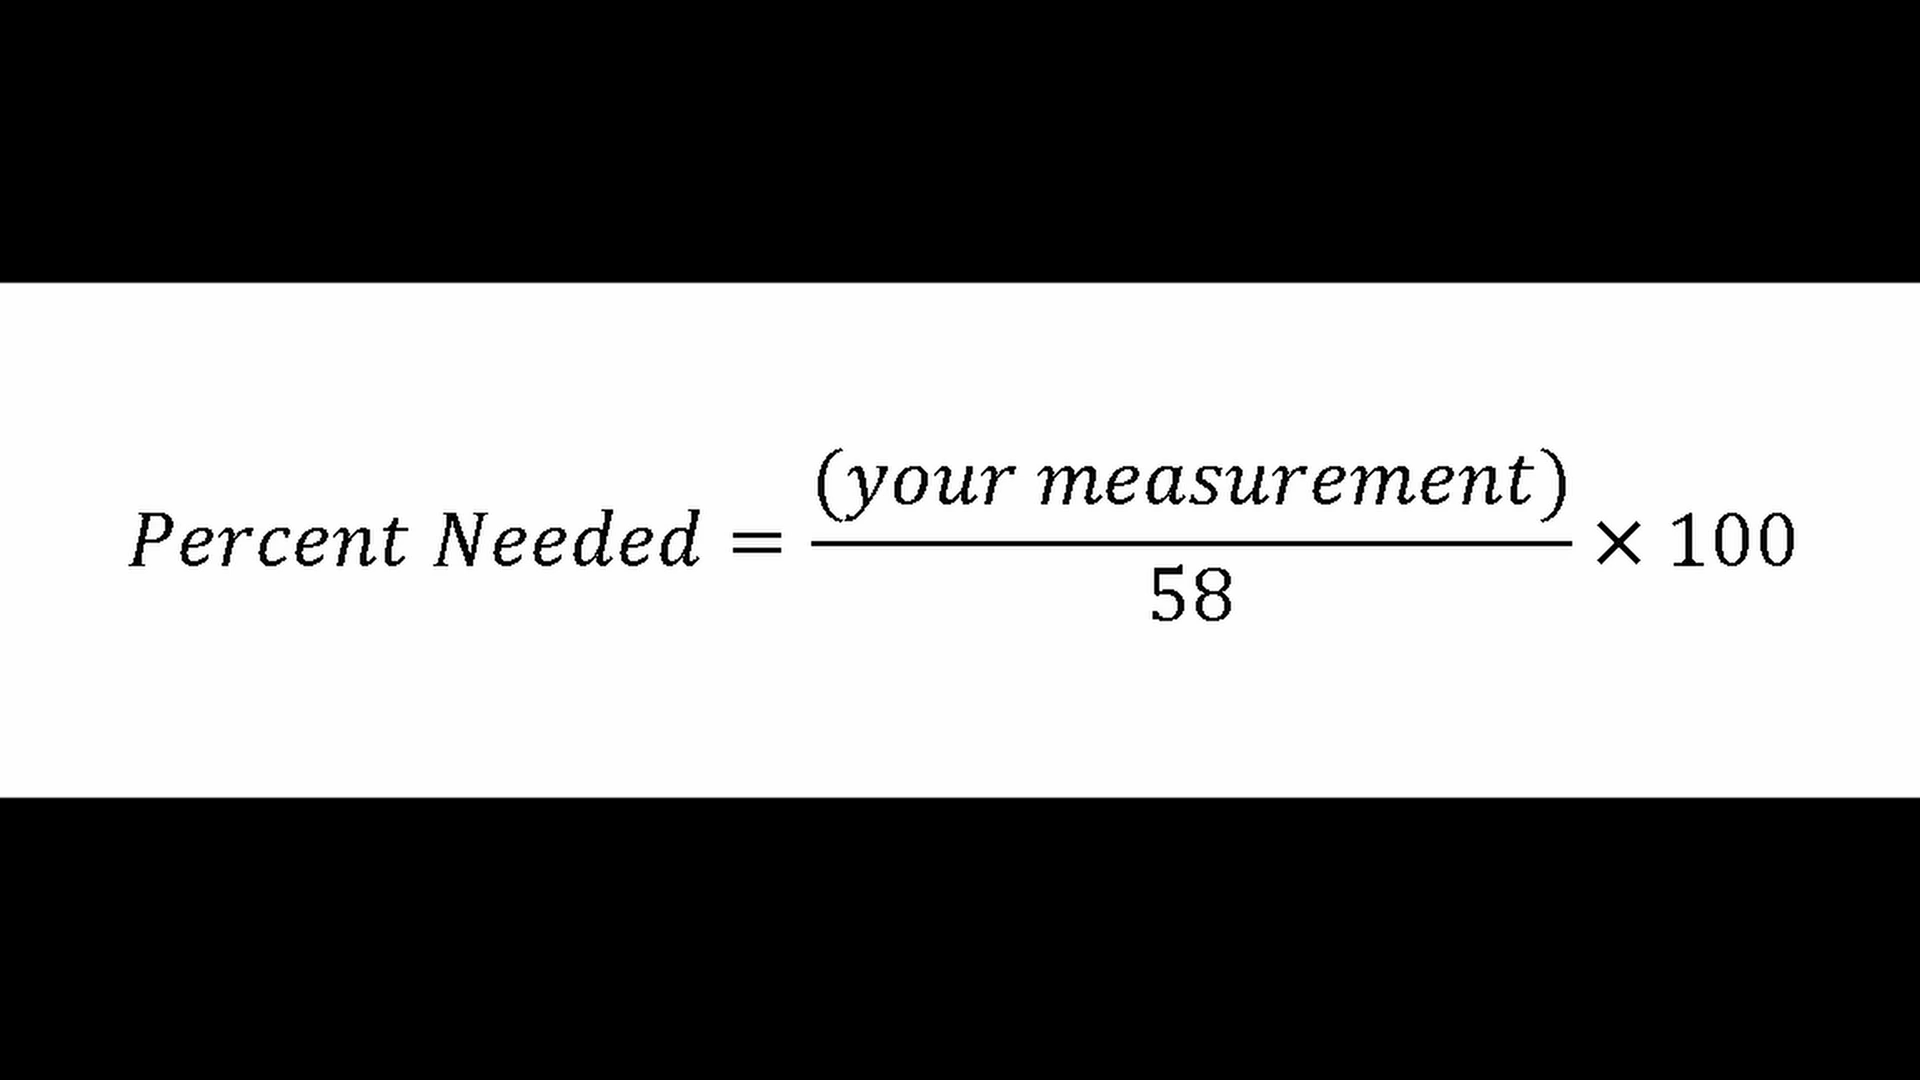 Percent Needed = (your measurement) / 58 × 100